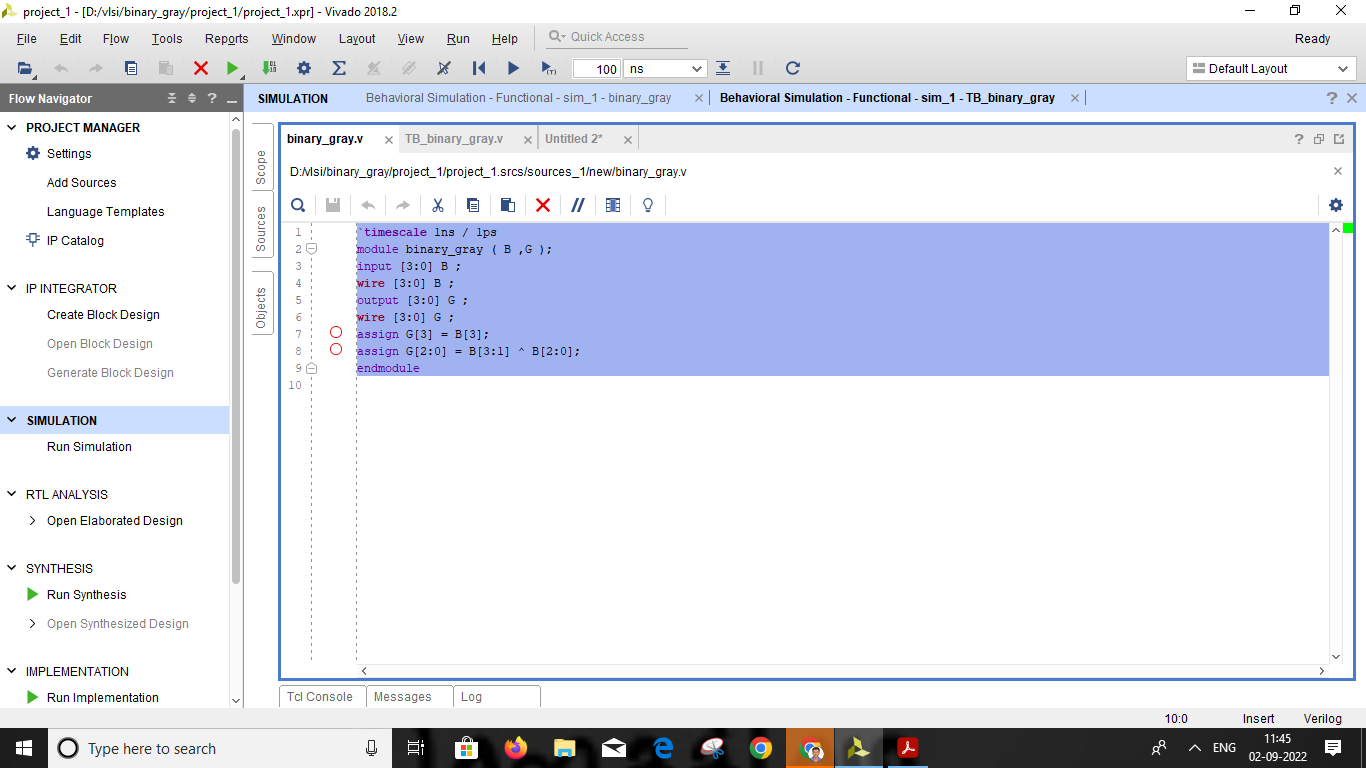 project_1 - [D:/vlsi/binary_gray/project_1/project_1.xpr] - Vivado 2018.2
File Edit Flow Tools Reports Window Layout View Run Help Quick Access Ready
100 ns Default Layout
Flow Navigator
SIMULATION Behavioral Simulation - Functional - sim_1 - binary_gray Behavioral Simulation - Functional - sim_1 - TB_binary_gray
PROJECT MANAGER
Settings
Add Sources
Language Templates
IP Catalog
IP INTEGRATOR
Create Block Design
Open Block Design
Generate Block Design
SIMULATION
Run Simulation
RTL ANALYSIS
Open Elaborated Design
SYNTHESIS
Run Synthesis
Open Synthesized Design
IMPLEMENTATION
Run Implementation
Scope
Sources
Objects
binary_gray.v TB_binary_gray.v Untitled 2*
D:/vlsi/binary_gray/project_1/project_1.srcs/sources_1/new/binary_gray.v
1 `timescale 1ns / 1ps
2 module binary_gray ( B ,G );
3 input [3:0] B ;
4 wire [3:0] B ;
5 output [3:0] G ;
6 wire [3:0] G ;
7 assign G[3] = B[3];
8 assign G[2:0] = B[3:1] ^ B[2:0];
9 endmodule
10
Tcl Console Messages Log
10:0 Insert Verilog
Type here to search
ENG
11:45
02-09-2022